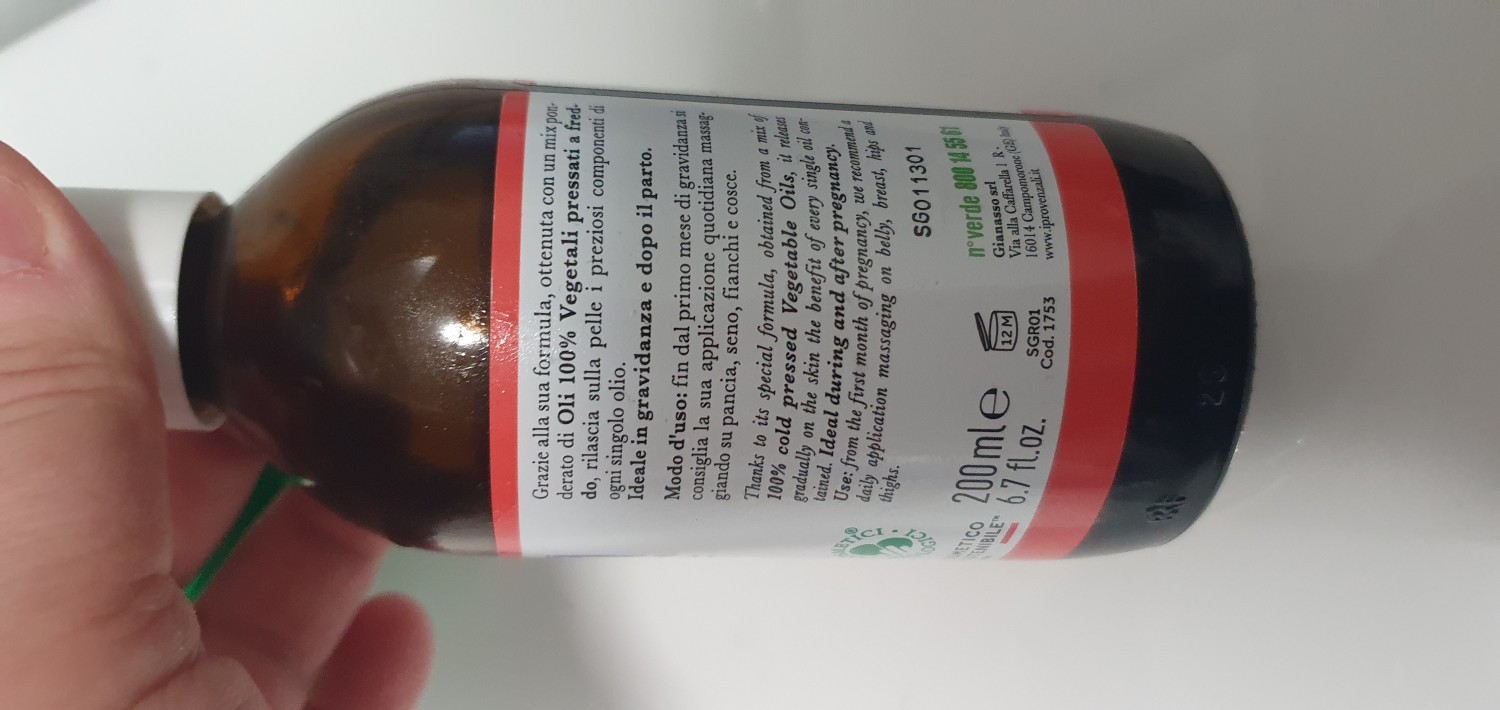 Grazie alla sua formula, ottenuta con un mix pon-
derato di Oli 100% Vegetali pressati a fred-
do, rilascia sulla pelle i preziosi componenti di
ogni singolo olio.
Ideale in gravidanza e dopo il parto.
Modo d'uso: fin dal primo mese di gravidanza si
consiglia la sua applicazione quotidiana massag-
giando su pancia, seno, fianchi e cosce.
Thanks to its special formula, obtained from a mix of
100% cold pressed Vegetable Oils, it releases
gradually on the skin the benefit of every single oil con-
tained. Ideal during and after pregnancy.
Use: from the first month of pregnancy, we recommend a
daily application massaging on belly, breast, hips and
thighs.
SG011301
200 ml e
6.7 fl.oz.
12 M
SGR01
Cod. 1753
n° verde 800 14 55 61
Gianasso srl
Via alla Caffarella 1 R -
16014 Campomorone (GE) Italy
www.iprovenzali.it